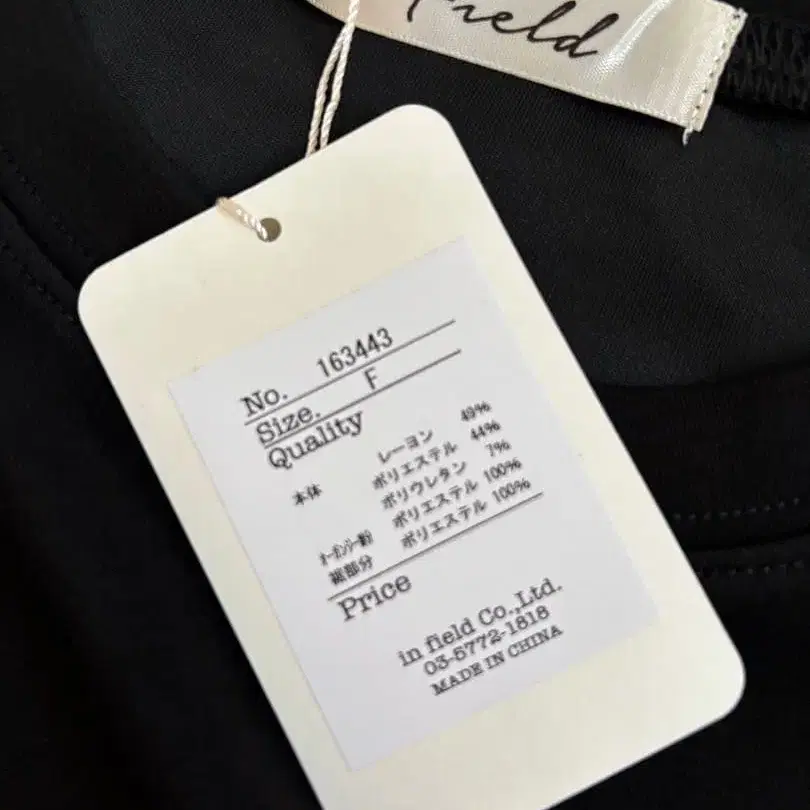 field
No. 163443
Size. F
Quality
本体 レーヨン 49%
ポリエステル 44%
ポリウレタン 7%
オーガンジー部分 ポリエステル 100%
裾部分 ポリエステル 100%
Price
in field Co.,Ltd.
03-5772-1818
MADE IN CHINA